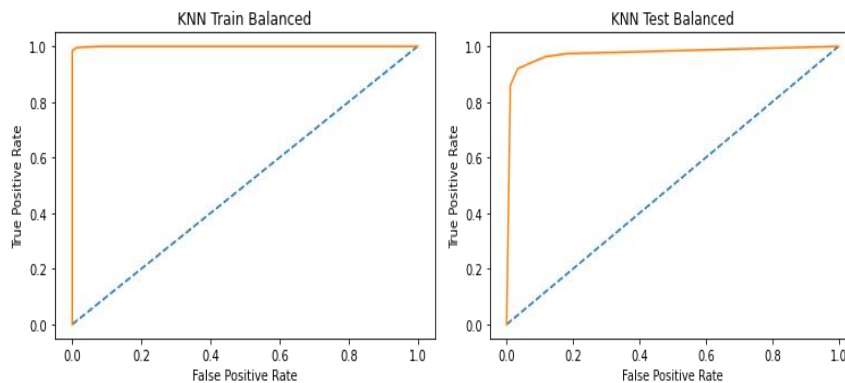 KNN Train Balanced
1.0
0.8
0.6
0.4
0.2
0.0
True Positive Rate
0.0 0.2 0.4 0.6 0.8 1.0
False Positive Rate
KNN Test Balanced
1.0
0.8
0.6
0.4
0.2
0.0
True Positive Rate
0.0 0.2 0.4 0.6 0.8 1.0
False Positive Rate